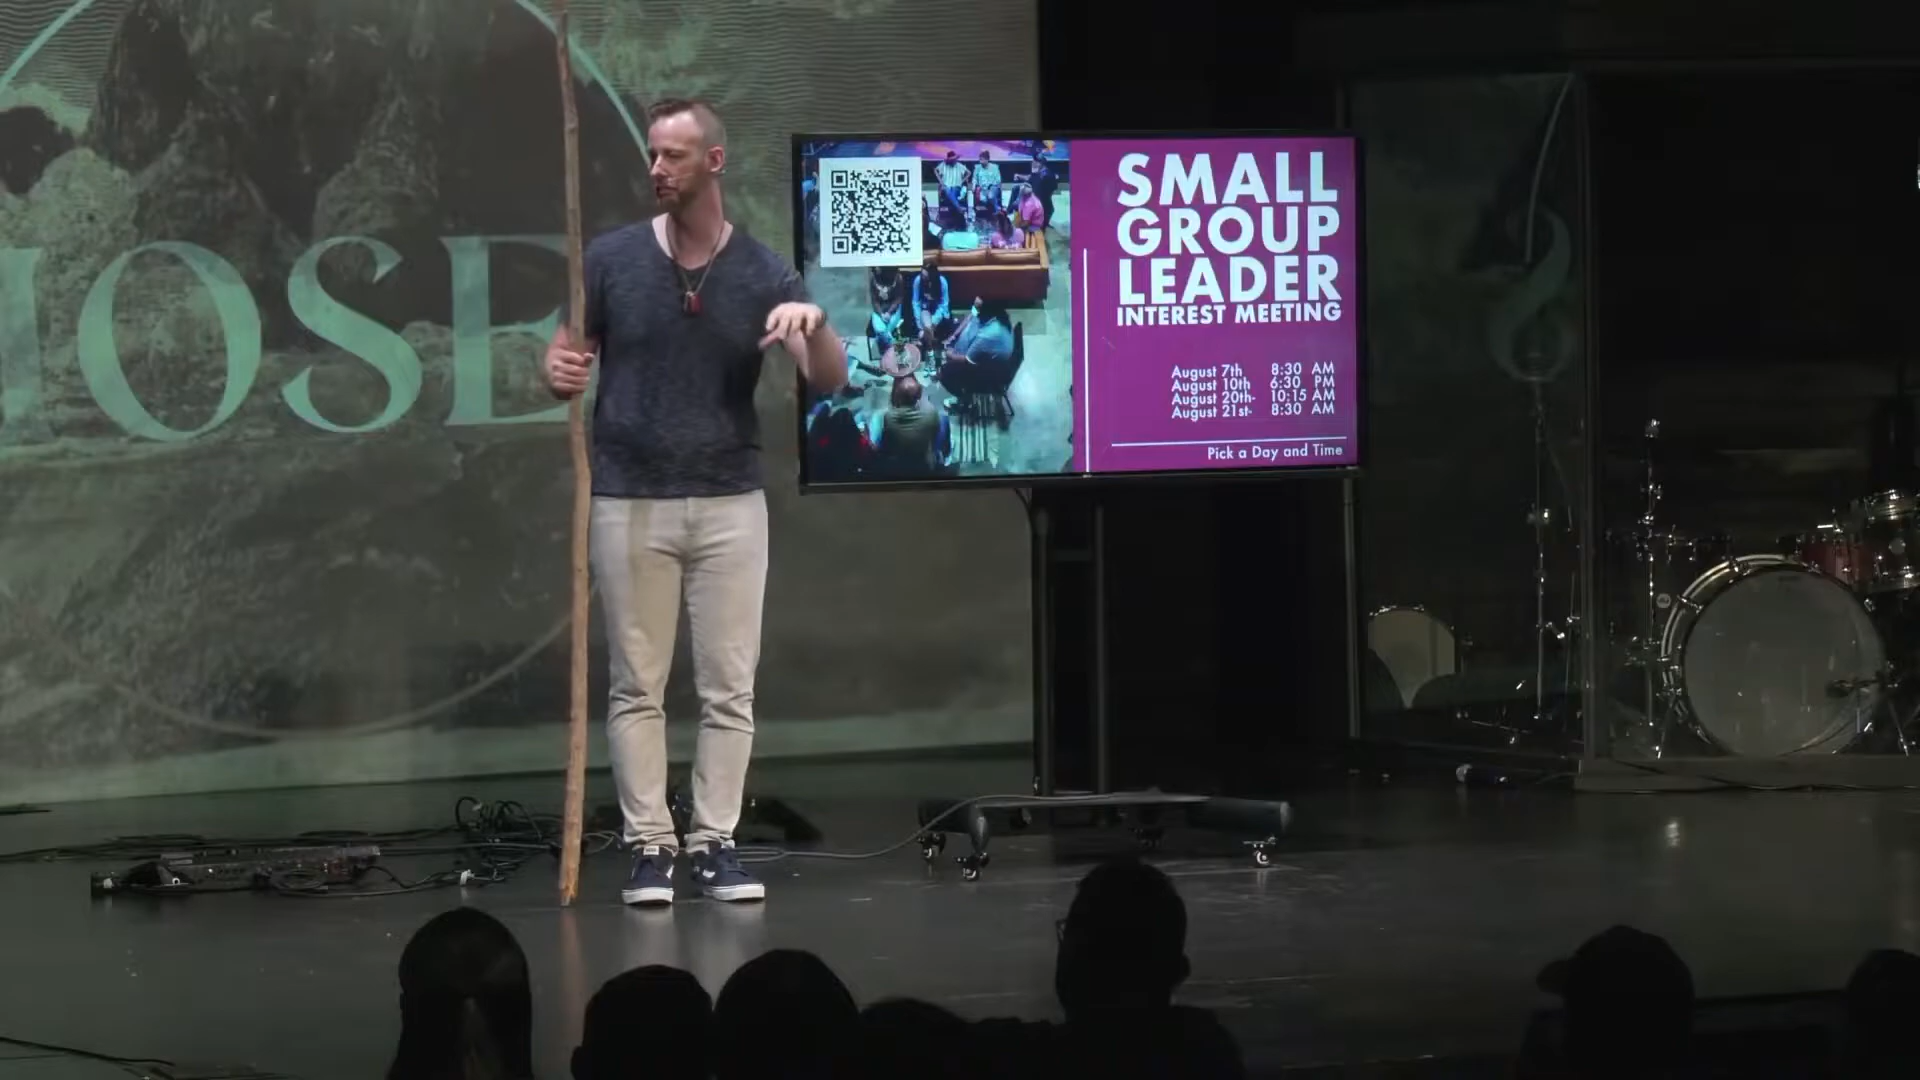 MOSE
SMALL
GROUP
LEADER
INTEREST MEETING
August 7th 8:30 AM
August 10th 6:30 PM
August 20th- 10:15 AM
August 21st- 8:30 AM
Pick a Day and Time